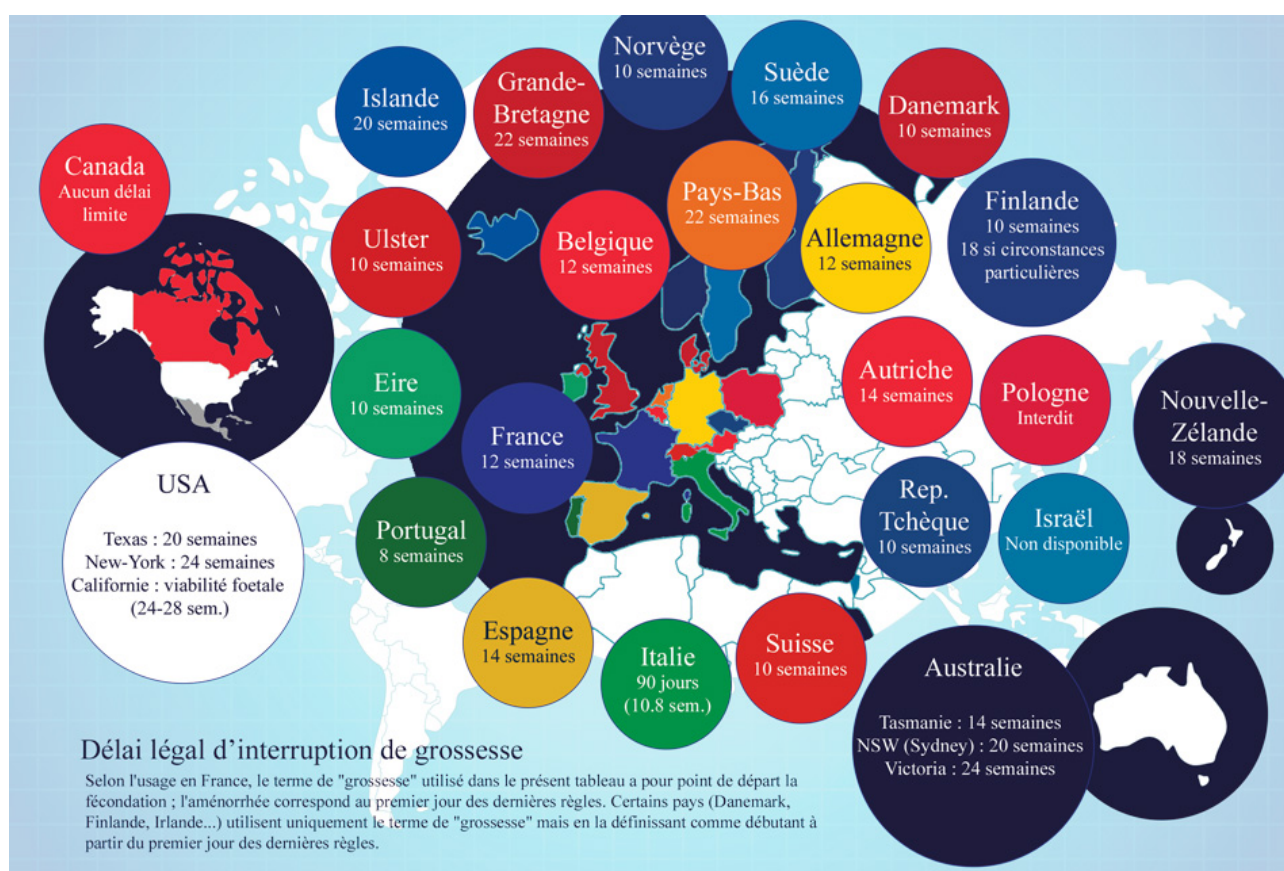 Norvège
10 semaines
Suède
16 semaines
Islande
20 semaines
Grande-
Bretagne
22 semaines
Danemark
10 semaines
Canada
Aucun délai
limite
Pays-Bas
22 semaines
Finlande
10 semaines
18 si circonstances
particulières
Ulster
10 semaines
Belgique
12 semaines
Allemagne
12 semaines
Eire
10 semaines
Autriche
14 semaines
Pologne
Interdit
Nouvelle-
Zélande
18 semaines
France
12 semaines
USA
Texas : 20 semaines
New-York : 24 semaines
Californie : viabilité foetale
(24-28 sem.)
Portugal
8 semaines
Rep.
Tchèque
10 semaines
Israël
Non disponible
Espagne
14 semaines
Italie
90 jours
(10.8 sem.)
Suisse
10 semaines
Australie
Tasmanie : 14 semaines
NSW (Sydney) : 20 semaines
Victoria : 24 semaines
Délai légal d’interruption de grossesse
Selon l'usage en France, le terme de "grossesse" utilisé dans le présent tableau a pour point de départ la
fécondation ; l'aménorrhée correspond au premier jour des dernières règles. Certains pays (Danemark,
Finlande, Irlande...) utilisent uniquement le terme de "grossesse" mais en la définissant comme débutant à
partir du premier jour des dernières règles.